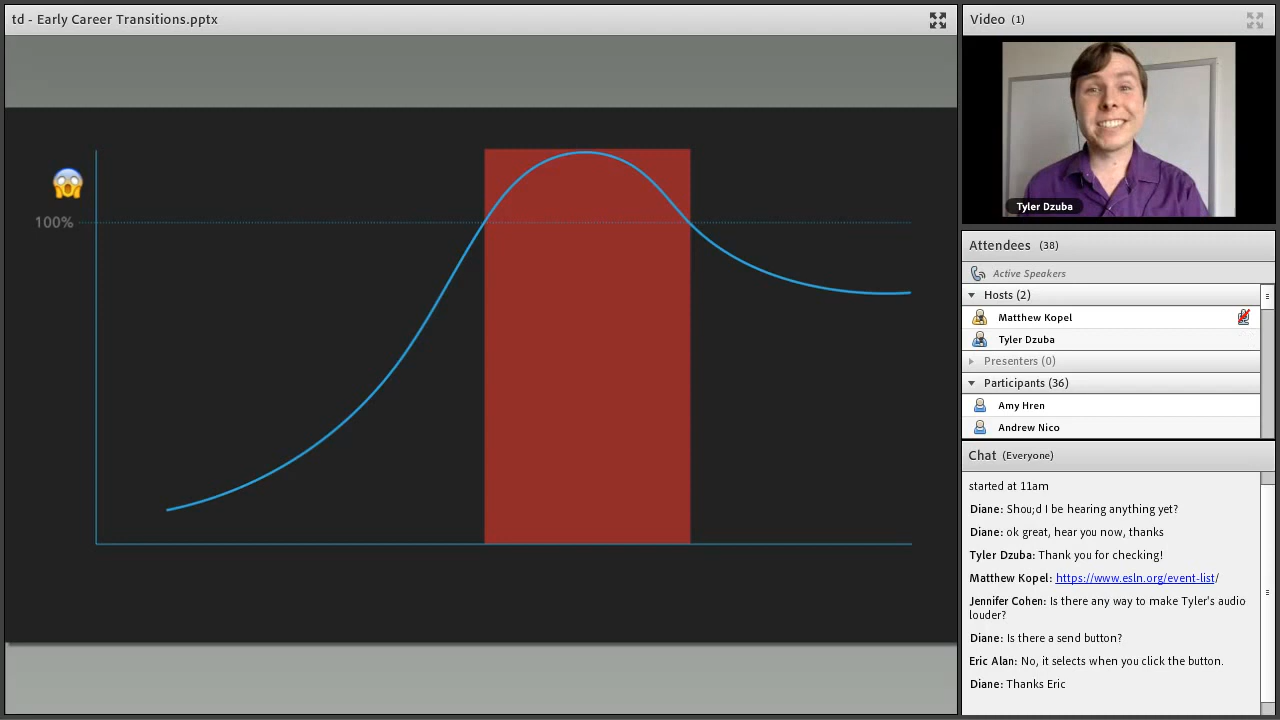 td - Early Career Transitions.pptx
100%
Video (1)
Tyler Dzuba
Attendees (38)
Active Speakers
Hosts (2)
Matthew Kopel
Tyler Dzuba
Presenters (0)
Participants (36)
Amy Hren
Andrew Nico
Chat (Everyone)
started at 11am
Diane: Shou;d I be hearing anything yet?
Diane: ok great, hear you now, thanks
Tyler Dzuba: Thank you for checking!
Matthew Kopel: https://www.esln.org/event-list/
Jennifer Cohen: Is there any way to make Tyler's audio
louder?
Diane: Is there a send button?
Eric Alan: No, it selects when you click the button.
Diane: Thanks Eric